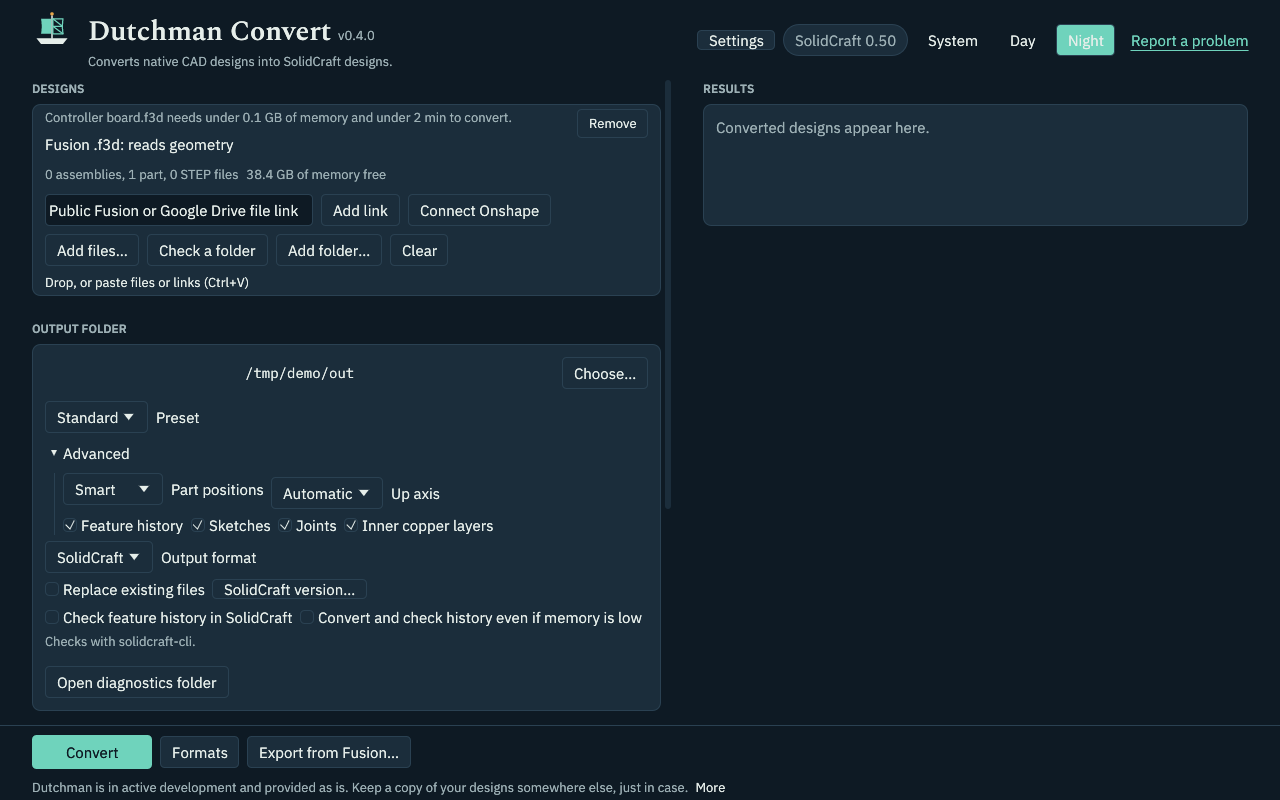 Dutchman Convert v0.4.0
Converts native CAD designs into SolidCraft designs.
Settings
SolidCraft 0.50
System
Day
Night
Report a problem
DESIGNS
Controller board.f3d needs under 0.1 GB of memory and under 2 min to convert.
Remove
Fusion .f3d: reads geometry
0 assemblies, 1 part, 0 STEP files 38.4 GB of memory free
Public Fusion or Google Drive file link
Add link
Connect Onshape
Add files...
Check a folder
Add folder...
Clear
Drop, or paste files or links (Ctrl+V)
OUTPUT FOLDER
/tmp/demo/out
Choose...
Standard
Preset
Advanced
Smart
Part positions
Automatic
Up axis
Feature history
Sketches
Joints
Inner copper layers
SolidCraft
Output format
Replace existing files
SolidCraft version...
Check feature history in SolidCraft
Convert and check history even if memory is low
Checks with solidcraft-cli.
Open diagnostics folder
RESULTS
Converted designs appear here.
Convert
Formats
Export from Fusion...
Dutchman is in active development and provided as is. Keep a copy of your designs somewhere else, just in case. More